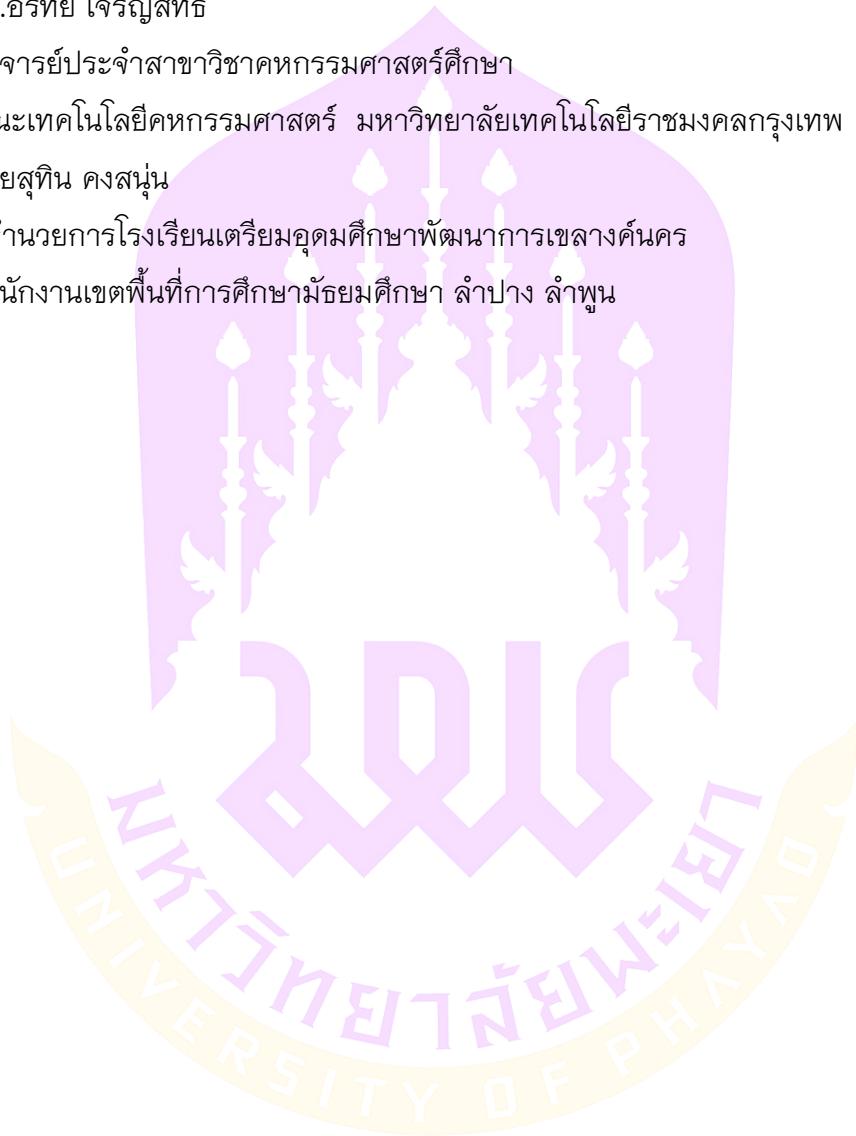 .อรทัย เจริญสิทธิ์
จารย์ประจำสาขาวิชาคหกรรมศาสตร์ศึกษา
ณะเทคโนโลยีคหกรรมศาสตร์ มหาวิทยาลัยเทคโนโลยีราชมงคลกรุงเทพ
ยสุทิน คงสนุ่น
อำนวยการโรงเรียนเตรียมอุดมศึกษาพัฒนาการเขลางค์นคร
นักงานเขตพื้นที่การศึกษามัธยมศึกษา ลำปาง ลำพูน
มหาวิทยาลัยพะเยา
UNIVERSITY OF PHAYAO